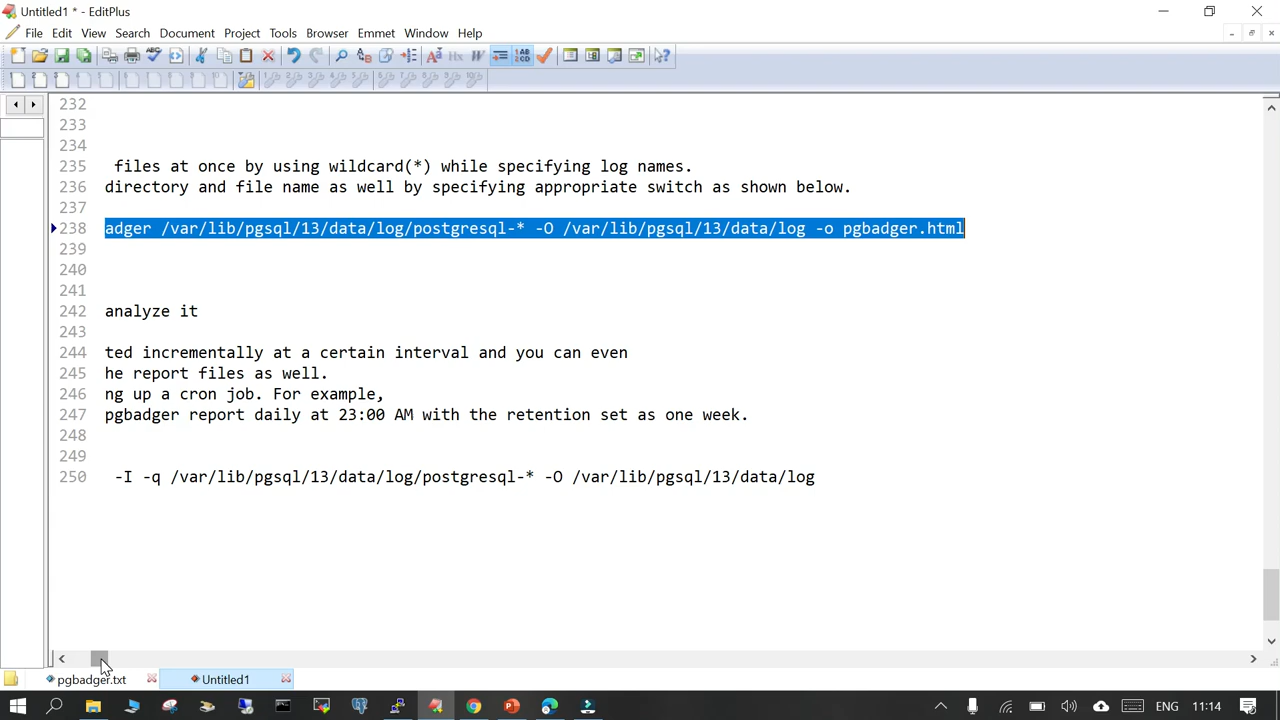 Untitled1 * - EditPlus
File Edit View Search Document Project Tools Browser Emmet Window Help
232
233
234
235 files at once by using wildcard(*) while specifying log names.
236 directory and file name as well by specifying appropriate switch as shown below.
237
238 adger /var/lib/pgsql/13/data/log/postgresql-* -O /var/lib/pgsql/13/data/log -o pgbadger.html
239
240
241
242 analyze it
243
244 ted incrementally at a certain interval and you can even
245 he report files as well.
246 ng up a cron job. For example,
247 pgbadger report daily at 23:00 AM with the retention set as one week.
248
249
250 -I -q /var/lib/pgsql/13/data/log/postgresql-* -O /var/lib/pgsql/13/data/log
pgbadger.txt Untitled1
ENG 11:14